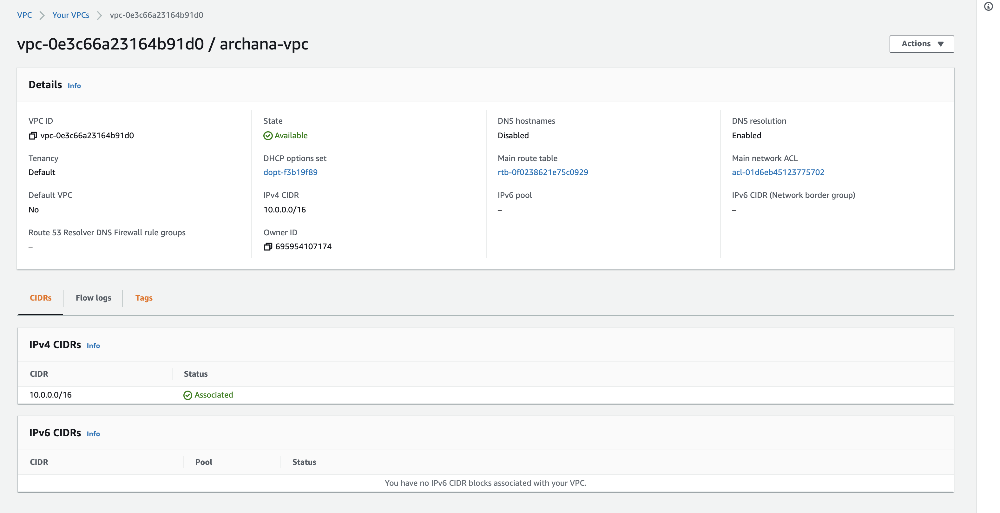 VPC > Your VPCs > vpc-0e3c66a23164b91d0
vpc-0e3c66a23164b91d0 / archana-vpc
Actions
Details Info
VPC ID
vpc-0e3c66a23164b91d0
State
Available
DNS hostnames
Disabled
DNS resolution
Enabled
Tenancy
Default
DHCP options set
dopt-f3b19f89
Main route table
rtb-0f0238621e75c0929
Main network ACL
acl-01d6eb45123775702
Default VPC
No
IPv4 CIDR
10.0.0.0/16
IPv6 pool
–
IPv6 CIDR (Network border group)
–
Route 53 Resolver DNS Firewall rule groups
–
Owner ID
695954107174
CIDRs Flow logs Tags
IPv4 CIDRs Info
CIDR Status
10.0.0.0/16 Associated
IPv6 CIDRs Info
CIDR Pool Status
You have no IPv6 CIDR blocks associated with your VPC.